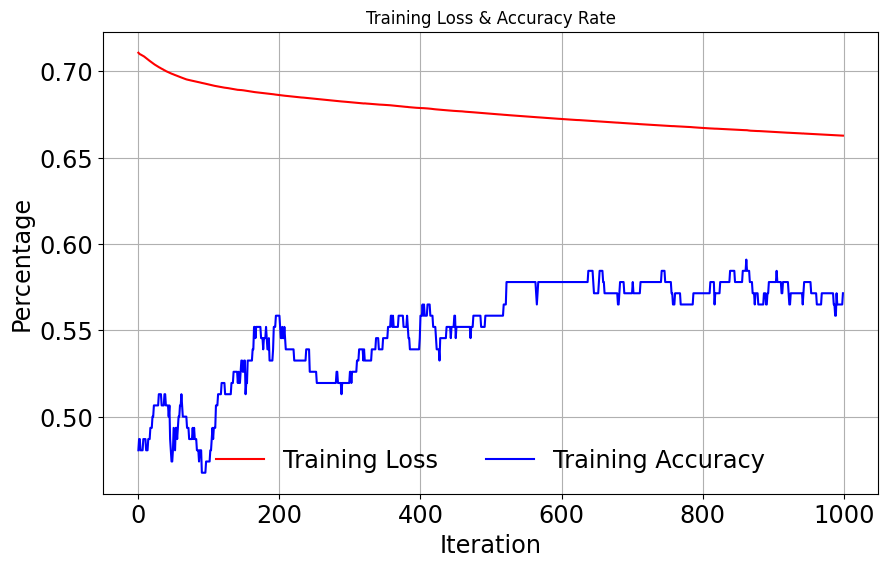 Training Loss & Accuracy Rate
0.70
0.65
0.60
0.55
0.50
Percentage
Training Loss Training Accuracy
0 200 400 600 800 1000
Iteration